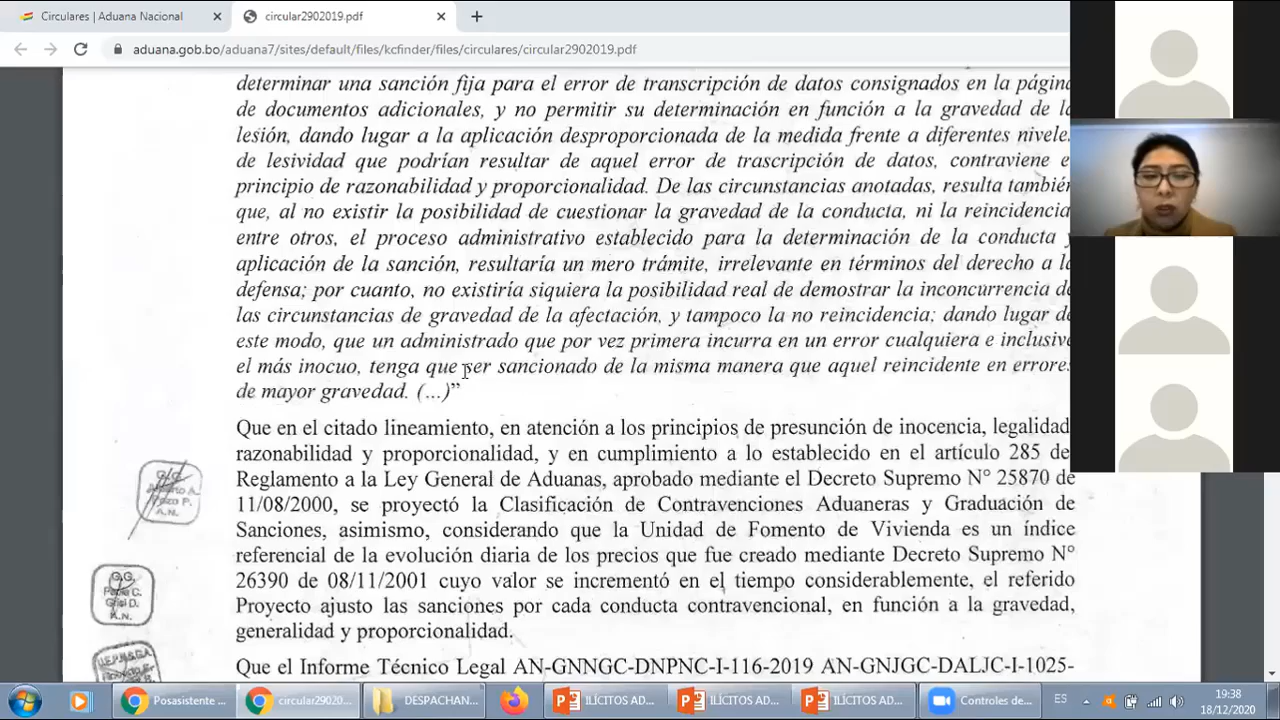 Circulares | Aduana Nacional
circular2902019.pdf
aduana.gob.bo/aduana7/sites/default/files/kcfinder/files/circulares/circular2902019.pdf
determinar una sanción fija para el error de transcripción de datos consignados en la página
de documentos adicionales, y no permitir su determinación en función a la gravedad de la
lesión, dando lugar a la aplicación desproporcionada de la medida frente a diferentes nivele
de lesividad que podrían resultar de aquel error de trascripción de datos, contraviene e
principio de razonabilidad y proporcionalidad. De las circunstancias anotadas, resulta también
que, al no existir la posibilidad de cuestionar la gravedad de la conducta, ni la reincidencia
entre otros, el proceso administrativo establecido para la determinación de la conducta y
aplicación de la sanción, resultaría un mero trámite, irrelevante en términos del derecho a la
defensa; por cuanto, no existiría siquiera la posibilidad real de demostrar la inconcurrencia de
las circunstancias de gravedad de la afectación, y tampoco la no reincidencia; dando lugar de
este modo, que un administrado que por vez primera incurra en un error cualquiera e inclusive
el más inocuo, tenga que ser sancionado de la misma manera que aquel reincidente en errores
de mayor gravedad. (...)”
Que en el citado lineamiento, en atención a los principios de presunción de inocencia, legalidad
razonabilidad y proporcionalidad, y en cumplimiento a lo establecido en el artículo 285 de
Reglamento a la Ley General de Aduanas, aprobado mediante el Decreto Supremo N° 25870 de
11/08/2000, se proyectó la Clasificación de Contravenciones Aduaneras y Graduación de
Sanciones, asimismo, considerando que la Unidad de Fomento de Vivienda es un índice
referencial de la evolución diaria de los precios que fue creado mediante Decreto Supremo N°
26390 de 08/11/2001 cuyo valor se incrementó en el tiempo considerablemente, el referido
Proyecto ajusto las sanciones por cada conducta contravencional, en función a la gravedad,
generalidad y proporcionalidad.
Que el Informe Técnico Legal AN-GNNGC-DNPNC-I-116-2019 AN-GNJGC-DALJC-I-1025-
G.G.
A.N.
A.N.
Posasistente ...
circular29020...
DESPACHAN...
ILÍCITOS AD...
ILÍCITOS AD...
ILÍCITOS AD...
Controles de...
ES
19:38
18/12/2020